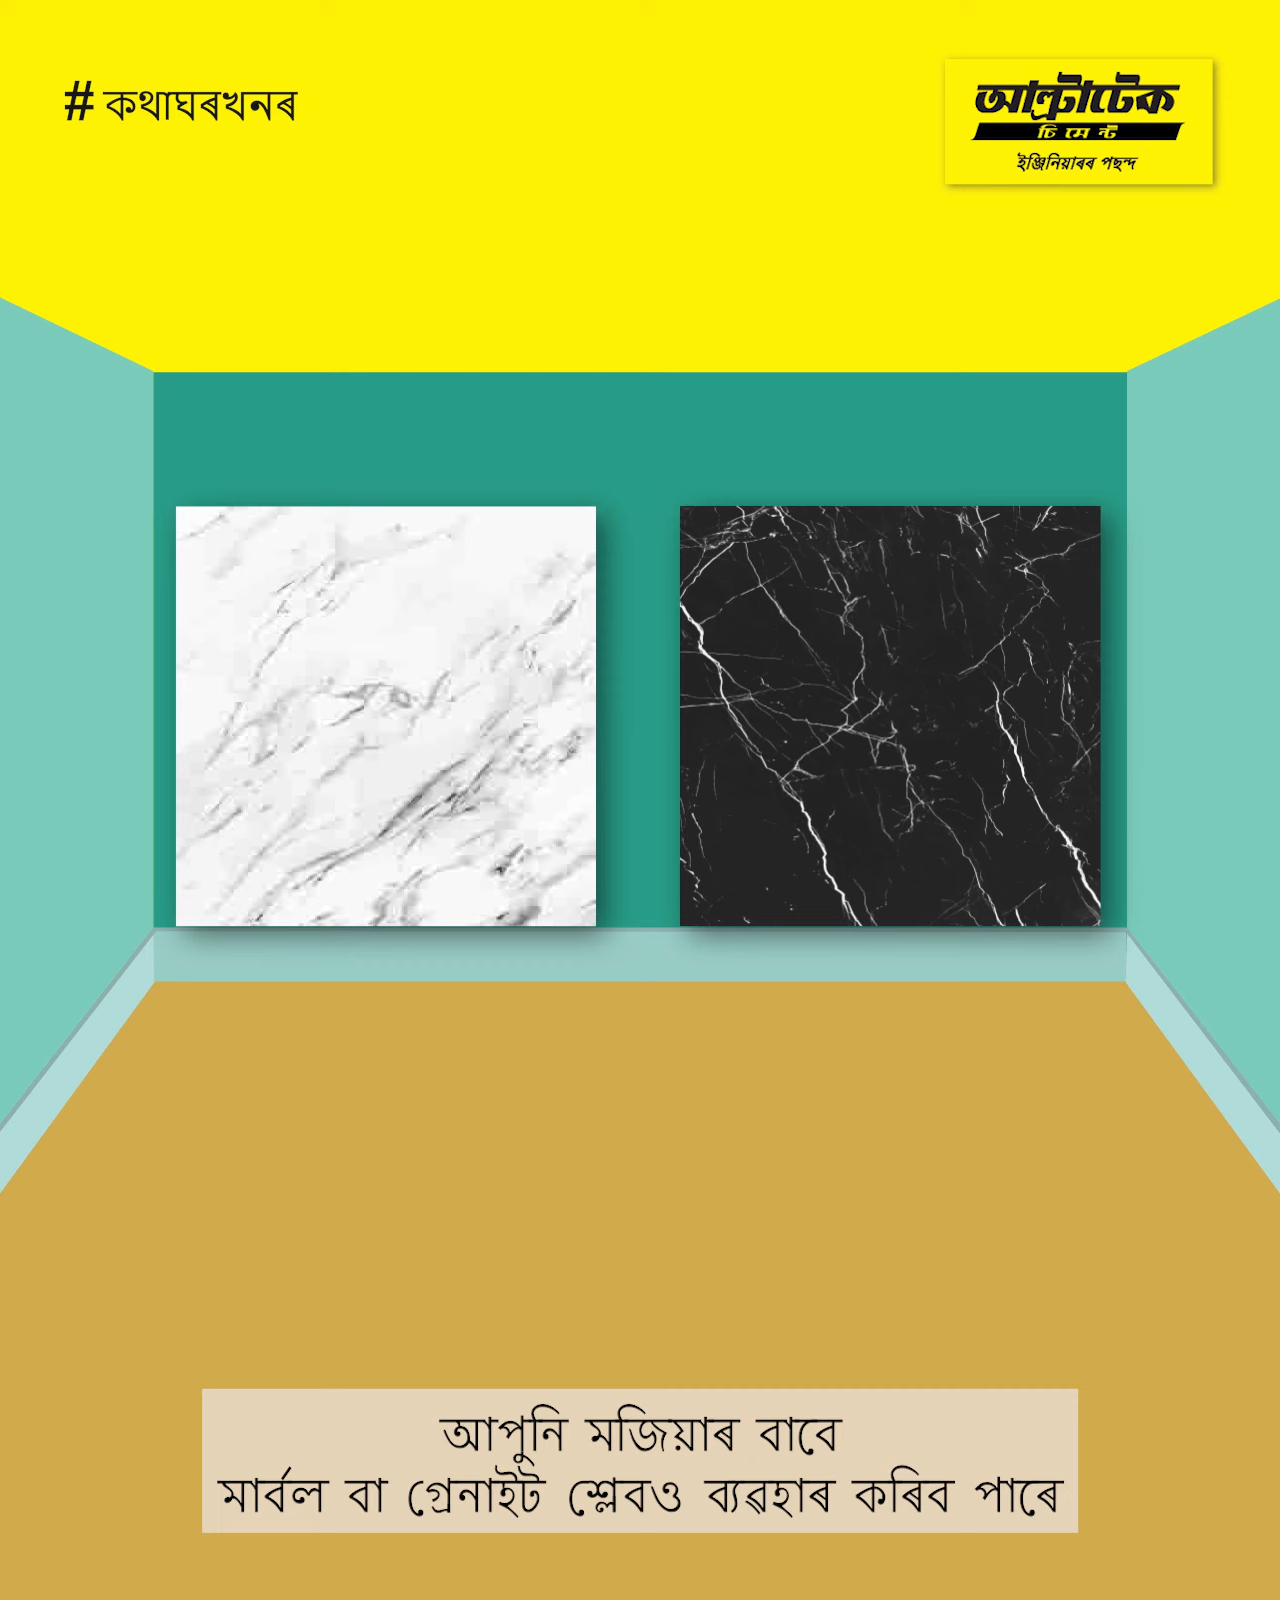 # কথাঘৰখনৰ
আল্ট্রাটেক
চিমেন্ট
ইঞ্জিনিয়াৰৰ পছন্দ
আপুনি মজিয়াৰ বাবে
মাৰ্বল বা গ্ৰেনাইট শ্লেবও ব্যৱহাৰ কৰিব পাৰে